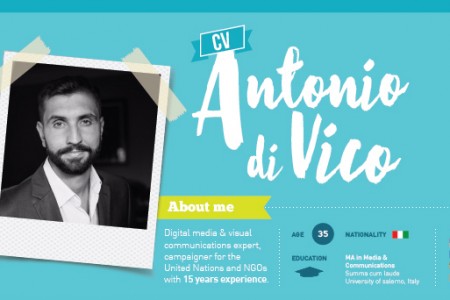 CV
Antonio
di Vico
About me
Digital media & visual
communications expert,
campaigner for the
United Nations and NGOs
with 15 years experience.
AGE 35 NATIONALITY
EDUCATION MA in Media &
Communications
Summa cum laude
University of salerno, Italy